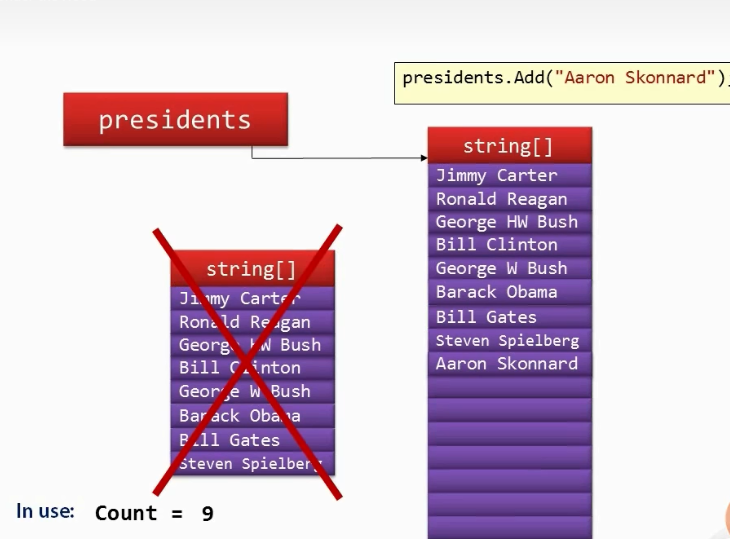 presidents.Add("Aaron Skonnard");
presidents
string[]
Jimmy Carter
Ronald Reagan
George HW Bush
Bill Clinton
George W Bush
Barack Obama
Bill Gates
Steven Spielberg
Aaron Skonnard
string[]
Jimmy Carter
Ronald Reagan
George HW Bush
Bill Clinton
George W Bush
Barack Obama
Bill Gates
Steven Spielberg
In use: Count = 9